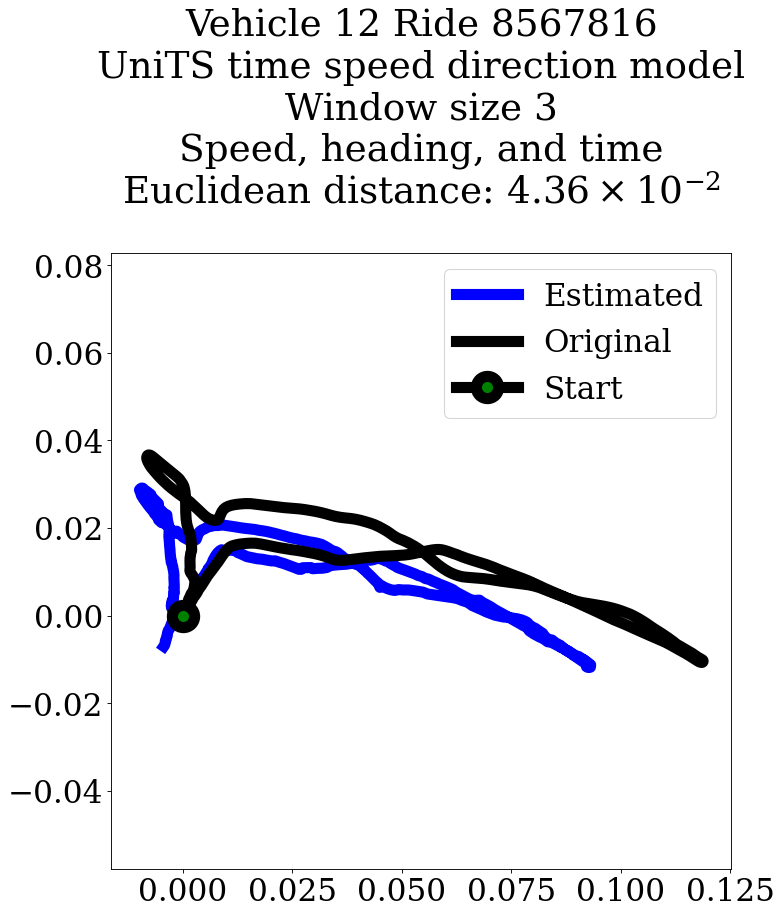 Vehicle 12 Ride 8567816
UniTS time speed direction model
Window size 3
Speed, heading, and time
Euclidean distance: 4.36 × 10⁻²
0.08
0.06
0.04
0.02
0.00
−0.02
−0.04
Estimated
Original
Start
0.000 0.025 0.050 0.075 0.100 0.125